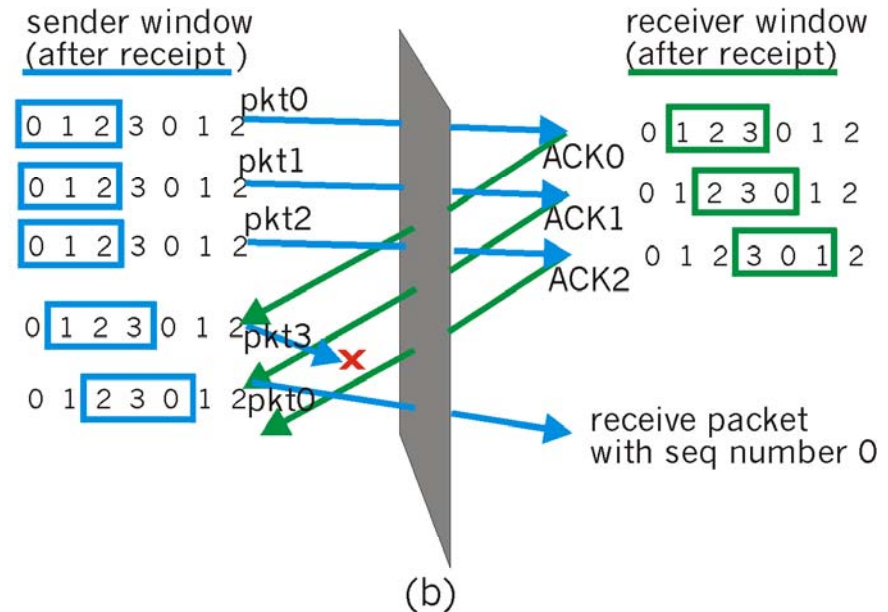 sender window
(after receipt )
receiver window
(after receipt)
0 1 2 3 0 1 2
pkt0
ACK0
0 1 2 3 0 1 2
0 1 2 3 0 1 2
pkt1
ACK1
0 1 2 3 0 1 2
0 1 2 3 0 1 2
pkt2
ACK2
0 1 2 3 0 1 2
0 1 2 3 0 1 2
pkt3
x
0 1 2 3 0 1 2
pkt0
receive packet
with seq number 0
(b)